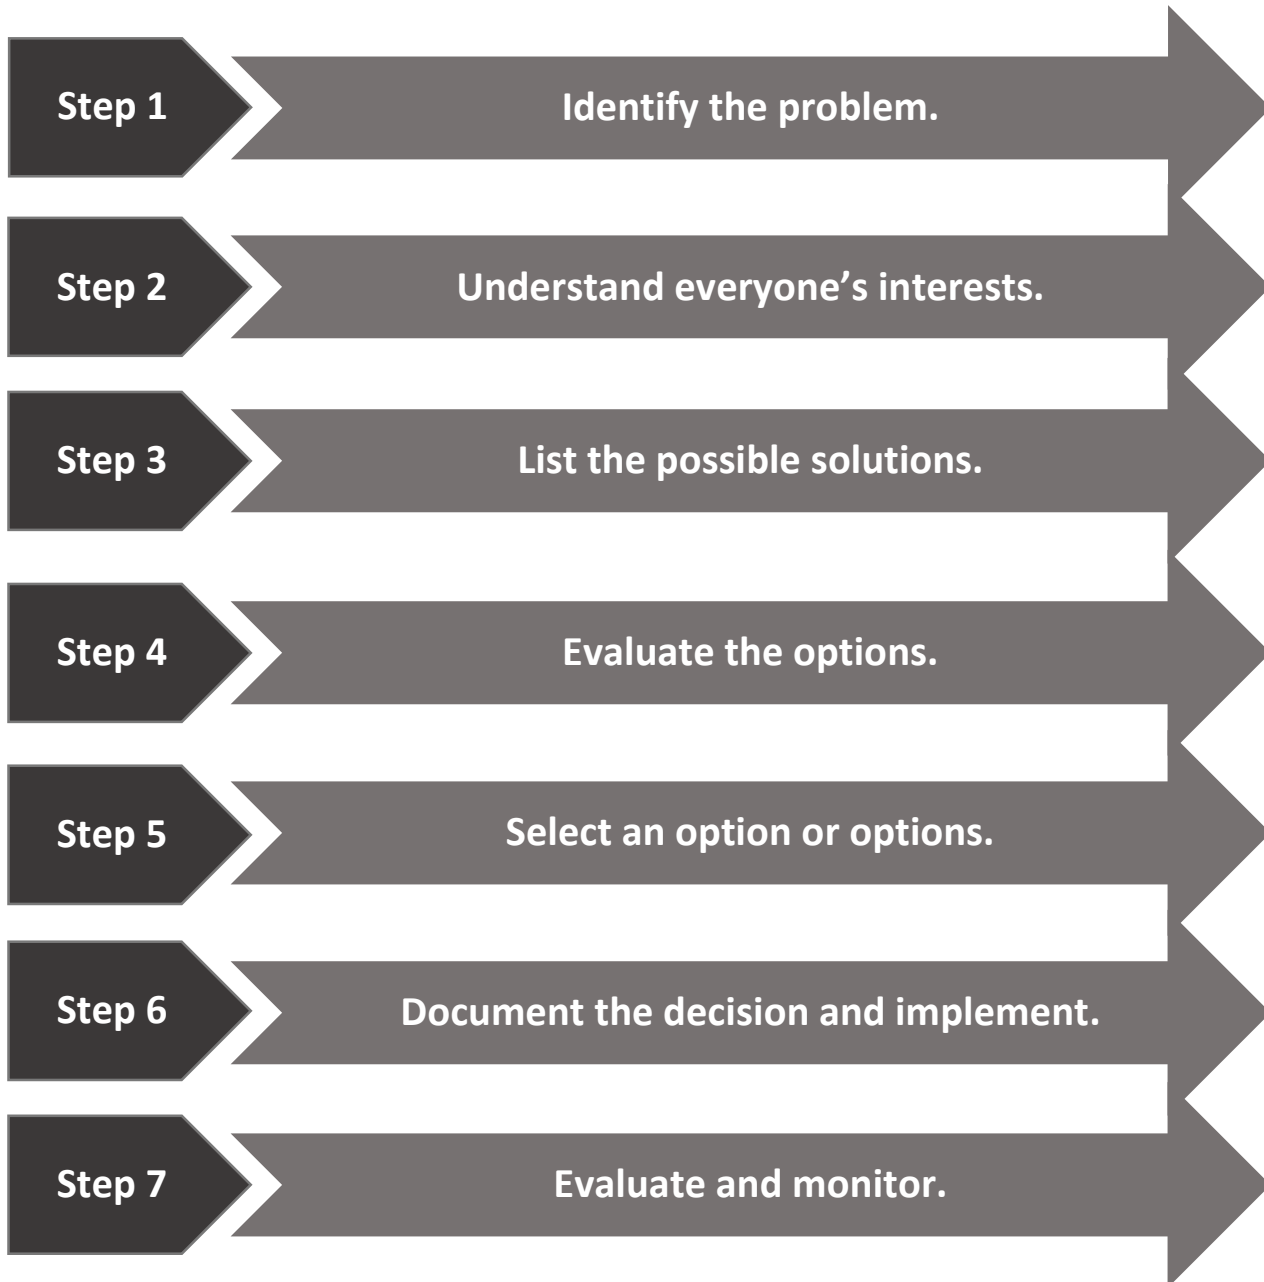 Step 1
Identify the problem.
Step 2
Understand everyone’s interests.
Step 3
List the possible solutions.
Step 4
Evaluate the options.
Step 5
Select an option or options.
Step 6
Document the decision and implement.
Step 7
Evaluate and monitor.